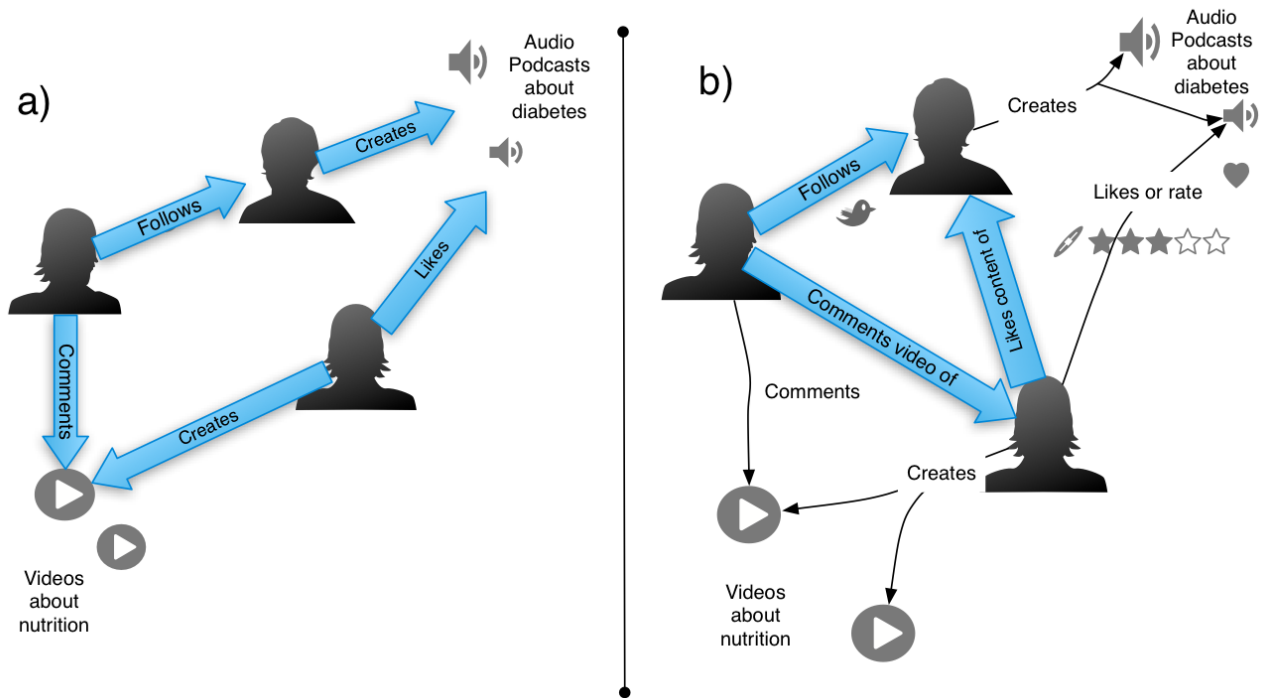 a)
Audio
Podcasts
about
diabetes
Creates
Follows
Likes
Comments
Creates
Videos
about
nutrition
b)
Audio
Podcasts
about
diabetes
Creates
Follows
Likes or rate
Likes content of
Comments video of
Comments
Creates
Videos
about
nutrition